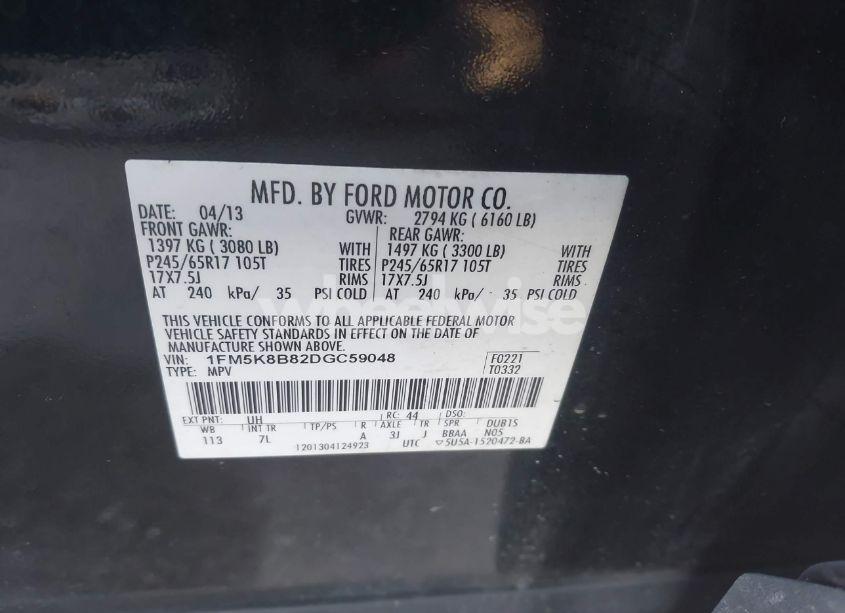 MFD. BY FORD MOTOR CO.
DATE: 04/13 GVWR: 2794 KG ( 6160 LB)
FRONT GAWR: REAR GAWR:
1397 KG ( 3080 LB) WITH 1497 KG ( 3300 LB) WITH
P245/65R17 105T TIRES P245/65R17 105T TIRES
17X7.5J RIMS 17X7.5J RIMS
AT 240 kPa/ 35 PSI COLD AT 240 kPa/ 35 PSI COLD
THIS VEHICLE CONFORMS TO ALL APPLICABLE FEDERAL MOTOR
VEHICLE SAFETY STANDARDS IN EFFECT ON THE DATE OF
MANUFACTURE SHOWN ABOVE.
VIN: 1FM5K8B82DGC59048 F0221
TYPE: MPV T0332
EXT PNT: UH RC: 44 DSO:
WB INT TR TP/PS R AXLE TR SPR DUB1S
113 7L A 3J J BBAA N05
1201304124923 UTC ▽5USA-1520472-BA